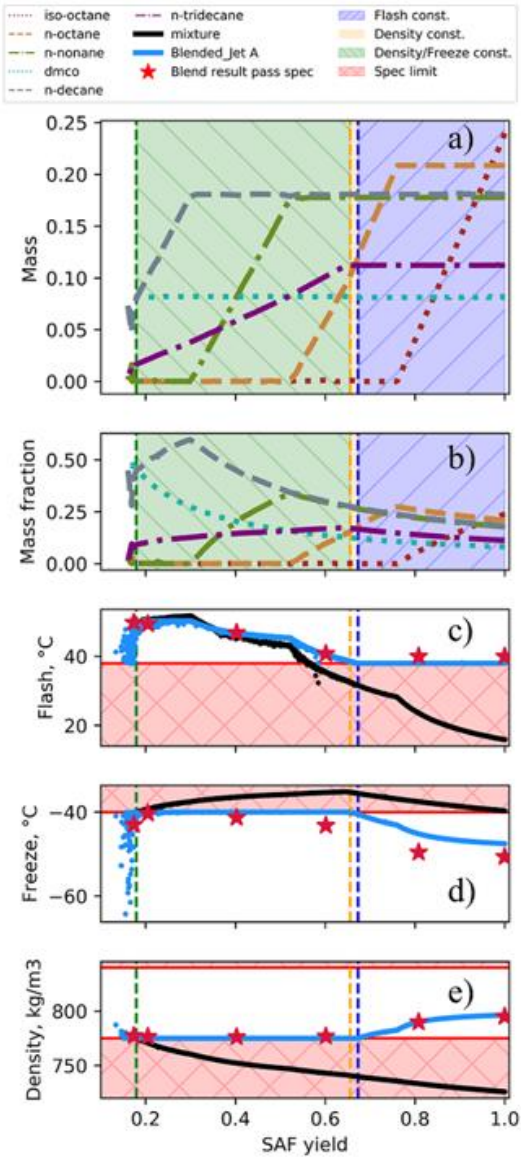 iso-octane
n-octane
n-nonane
dmco
n-decane
n-tridecane
mixture
Blended_Jet A
Blend result pass spec
Flash const.
Density const.
Density/Freeze const.
Spec limit
a)
0.25
0.20
0.15
0.10
0.05
0.00
Mass
b)
0.50
0.25
0.00
Mass fraction
c)
40
20
Flash, °C
−40
−60
Freeze, °C
d)
e)
800
750
Density, kg/m3
0.2 0.4 0.6 0.8 1.0
SAF yield